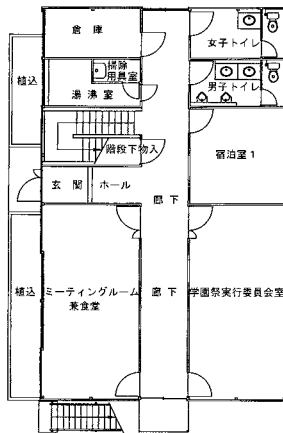 倉 庫
女子トイレ
植込
掃除
用具室
湯 沸 室
男子トイレ
階段下物入
宿泊室1
玄 関
ホール
廊 下
植込
ミーティングルーム
兼食堂
廊 下
学園祭実行委員会室